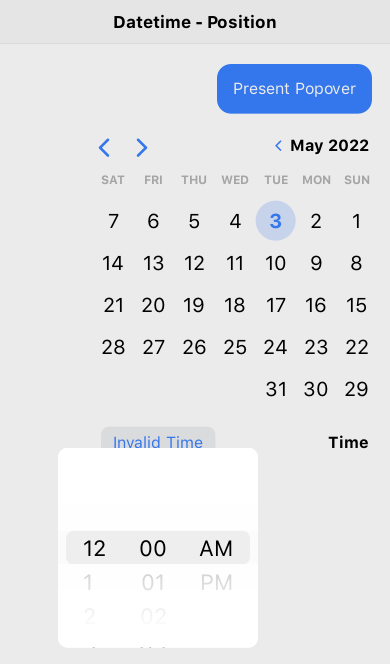 Datetime - Position
Present Popover
May 2022
SAT FRI THU WED TUE MON SUN
7 6 5 4 3 2 1
14 13 12 11 10 9 8
21 20 19 18 17 16 15
28 27 26 25 24 23 22
31 30 29
Invalid Time Time
12 00 AM
1 01 PM
2 02